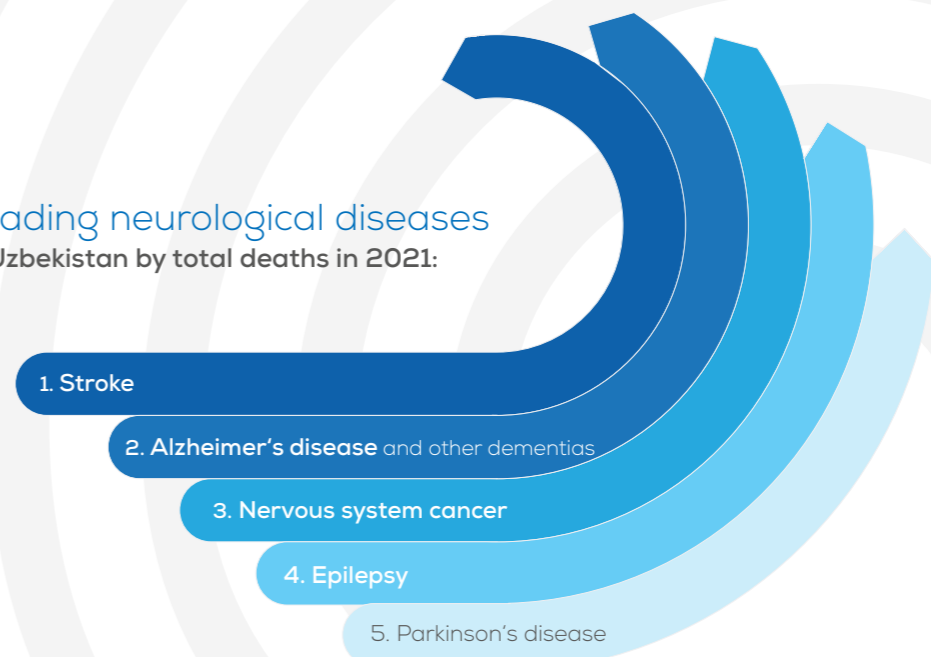 ading neurological diseases
Uzbekistan by total deaths in 2021:
1. Stroke
2. Alzheimer's disease and other dementias
3. Nervous system cancer
4. Epilepsy
5. Parkinson's disease